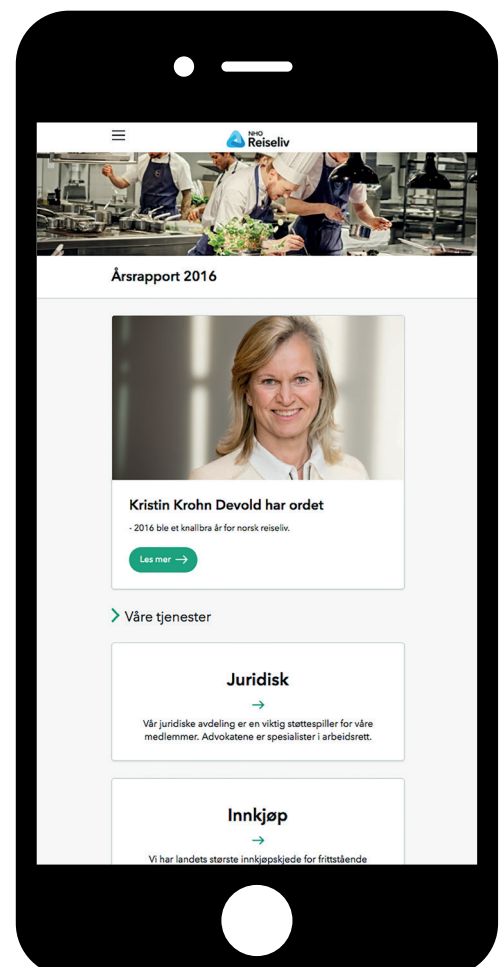 NHO
Reiseliv
Årsrapport 2016
Kristin Krohn Devold har ordet
- 2016 ble et knallbra år for norsk reiseliv.
Les mer
Våre tjenester
Juridisk
Vår juridiske avdeling er en viktig støttespiller for våre
medlemmer. Advokatene er spesialister i arbeidsrett.
Innkjøp
Vi har landets største innkjøpskjede for frittstående